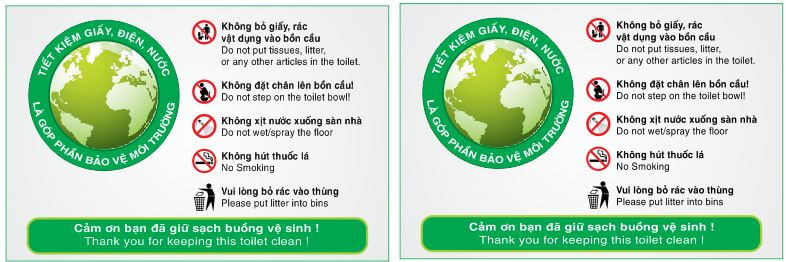 TIẾT KIỆM GIẤY, ĐIỆN, NƯỚC
LÀ GÓP PHẦN BẢO VỆ MÔI TRƯỜNG
Không bỏ giấy, rác
vật dụng vào bồn cầu
Do not put tissues, litter,
or any other articles in the toilet.
Không đặt chân lên bồn cầu!
Do not step on the toilet bowl!
Không xịt nước xuống sàn nhà
Do not wet/spray the floor
Không hút thuốc lá
No Smoking
Vui lòng bỏ rác vào thùng
Please put litter into bins
Cảm ơn bạn đã giữ sạch buồng vệ sinh !
Thank you for keeping this toilet clean !
TIẾT KIỆM GIẤY, ĐIỆN, NƯỚC
LÀ GÓP PHẦN BẢO VỆ MÔI TRƯỜNG
Không bỏ giấy, rác
vật dụng vào bồn cầu
Do not put tissues, litter,
or any other articles in the toilet.
Không đặt chân lên bồn cầu!
Do not step on the toilet bowl!
Không xịt nước xuống sàn nhà
Do not wet/spray the floor
Không hút thuốc lá
No Smoking
Vui lòng bỏ rác vào thùng
Please put litter into bins
Cảm ơn bạn đã giữ sạch buồng vệ sinh !
Thank you for keeping this toilet clean !